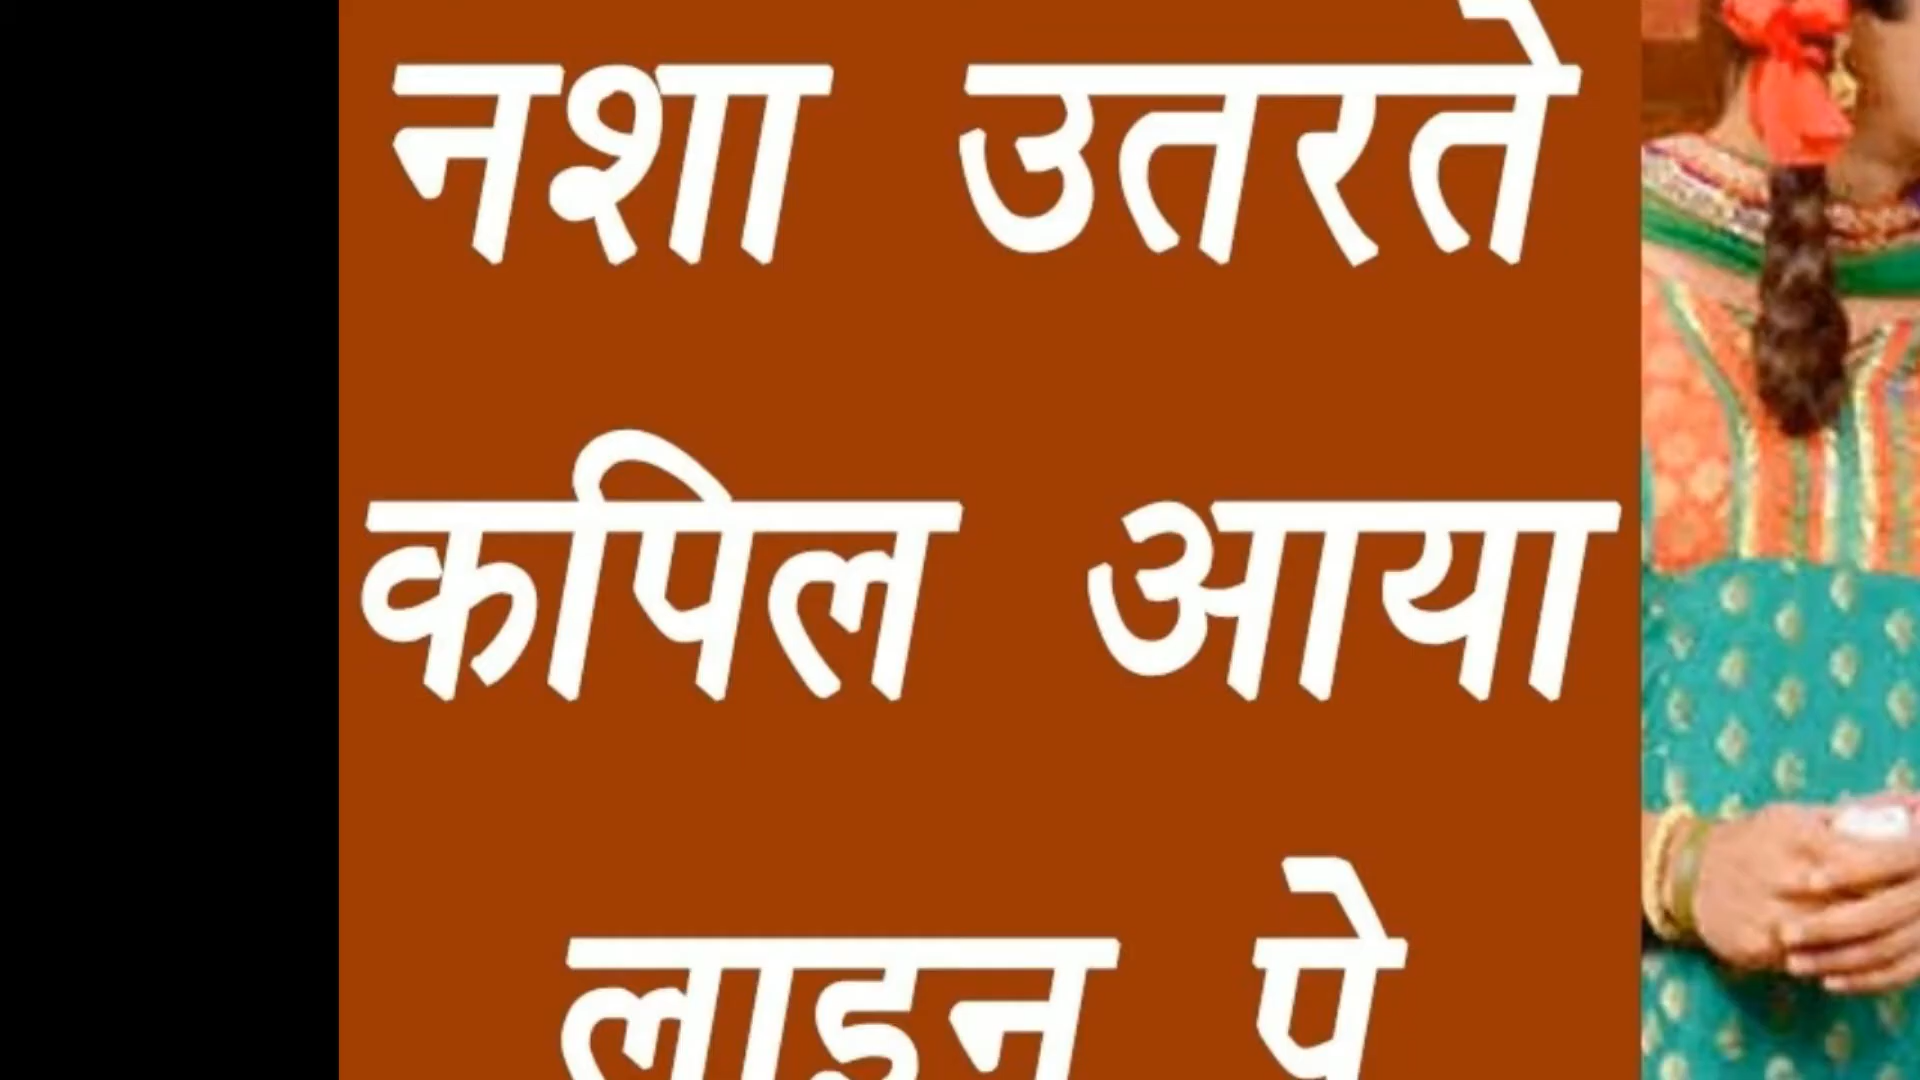 नशा उतरते
कपिल आया
लाइन पे